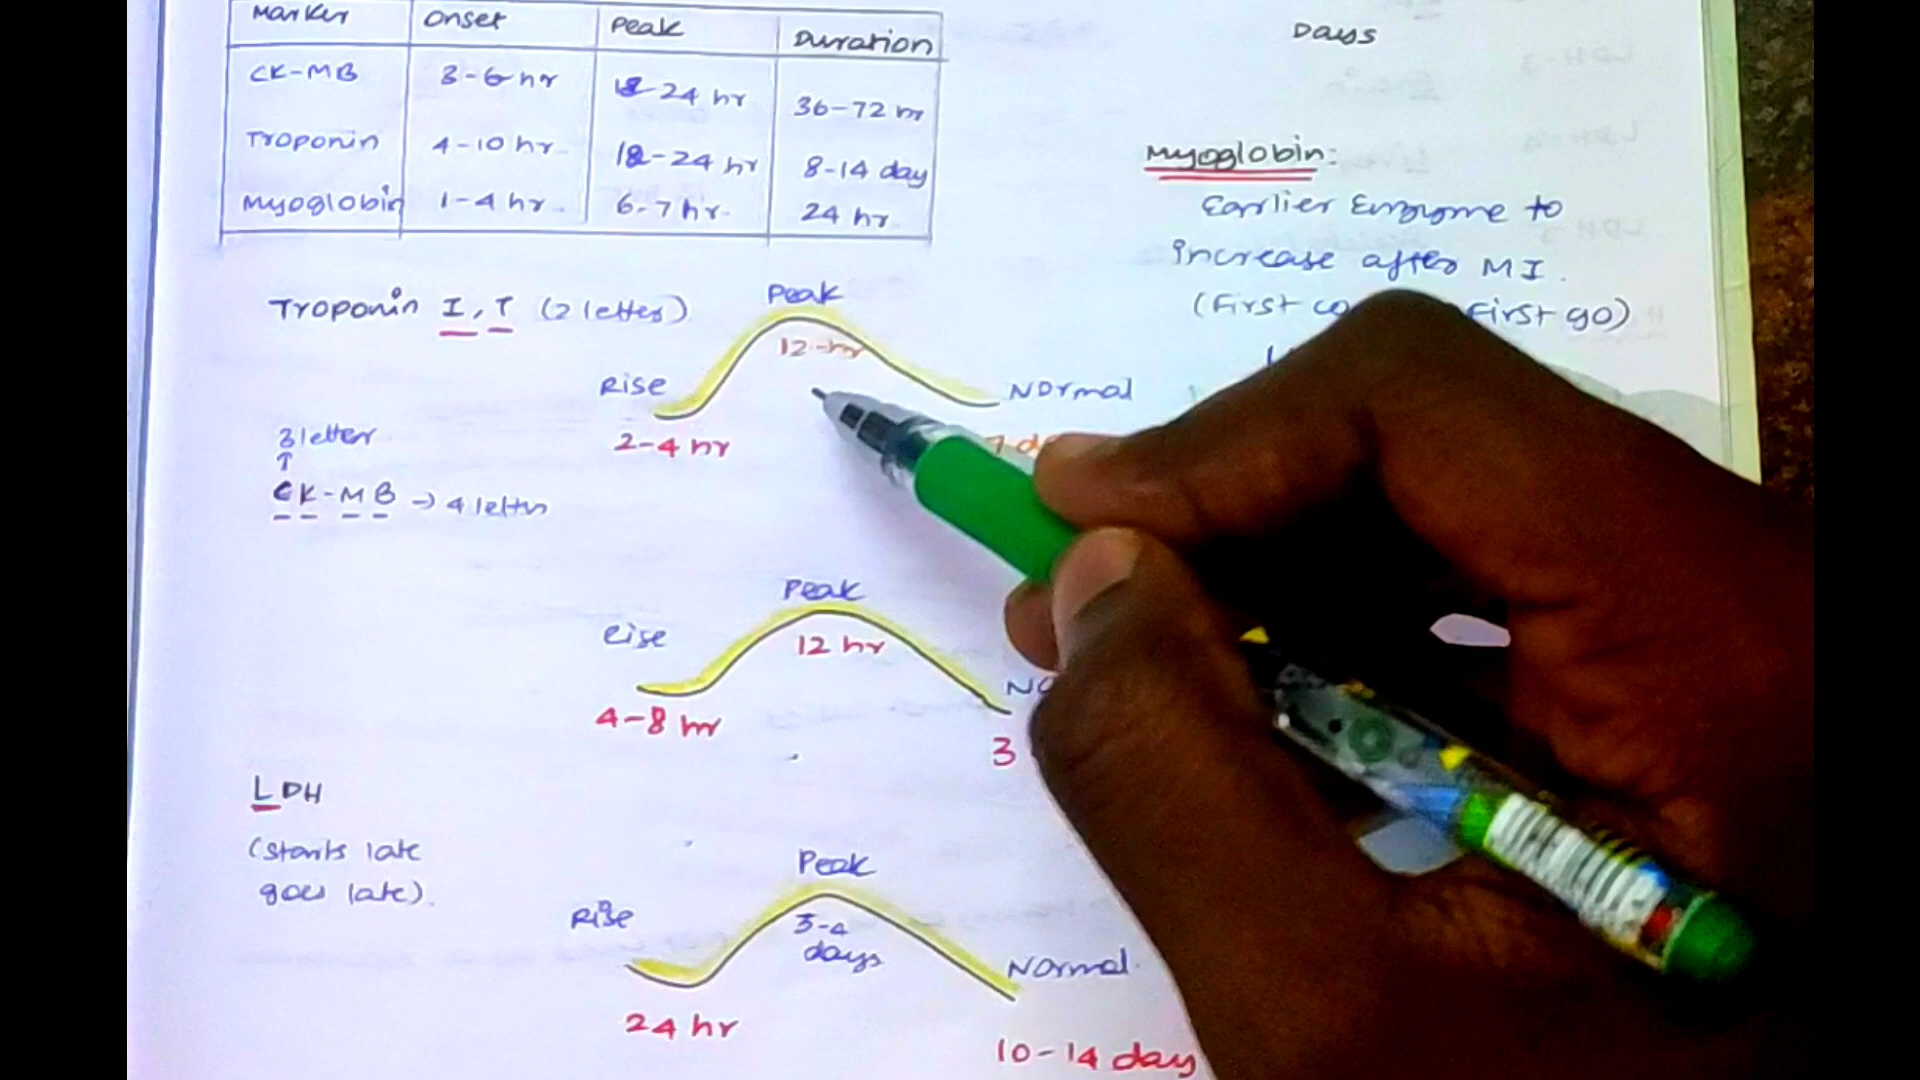 Marker Onset Peak Duration
CK-MB 3-6 hr 24 hr 36-72 hr
Troponin 4-10 hr 18-24 hr 8-14 day
Myoglobin 1-4 hr 6-7 hr 24 hr
Days
Myoglobin:
Earlier Enzyme to
increase after MI.
(First First go)
Troponin I, T (2 letter)
Peak
12-hr
Rise
Normal
2-4 hr
7
3 letter
↑
CK-MB → 4 letter
Peak
Rise
12 hr
4-8 hr
3
LDH
(Starts late
goes late).
Peak
Rise
3-4
days
Normal.
24 hr
10-14 day